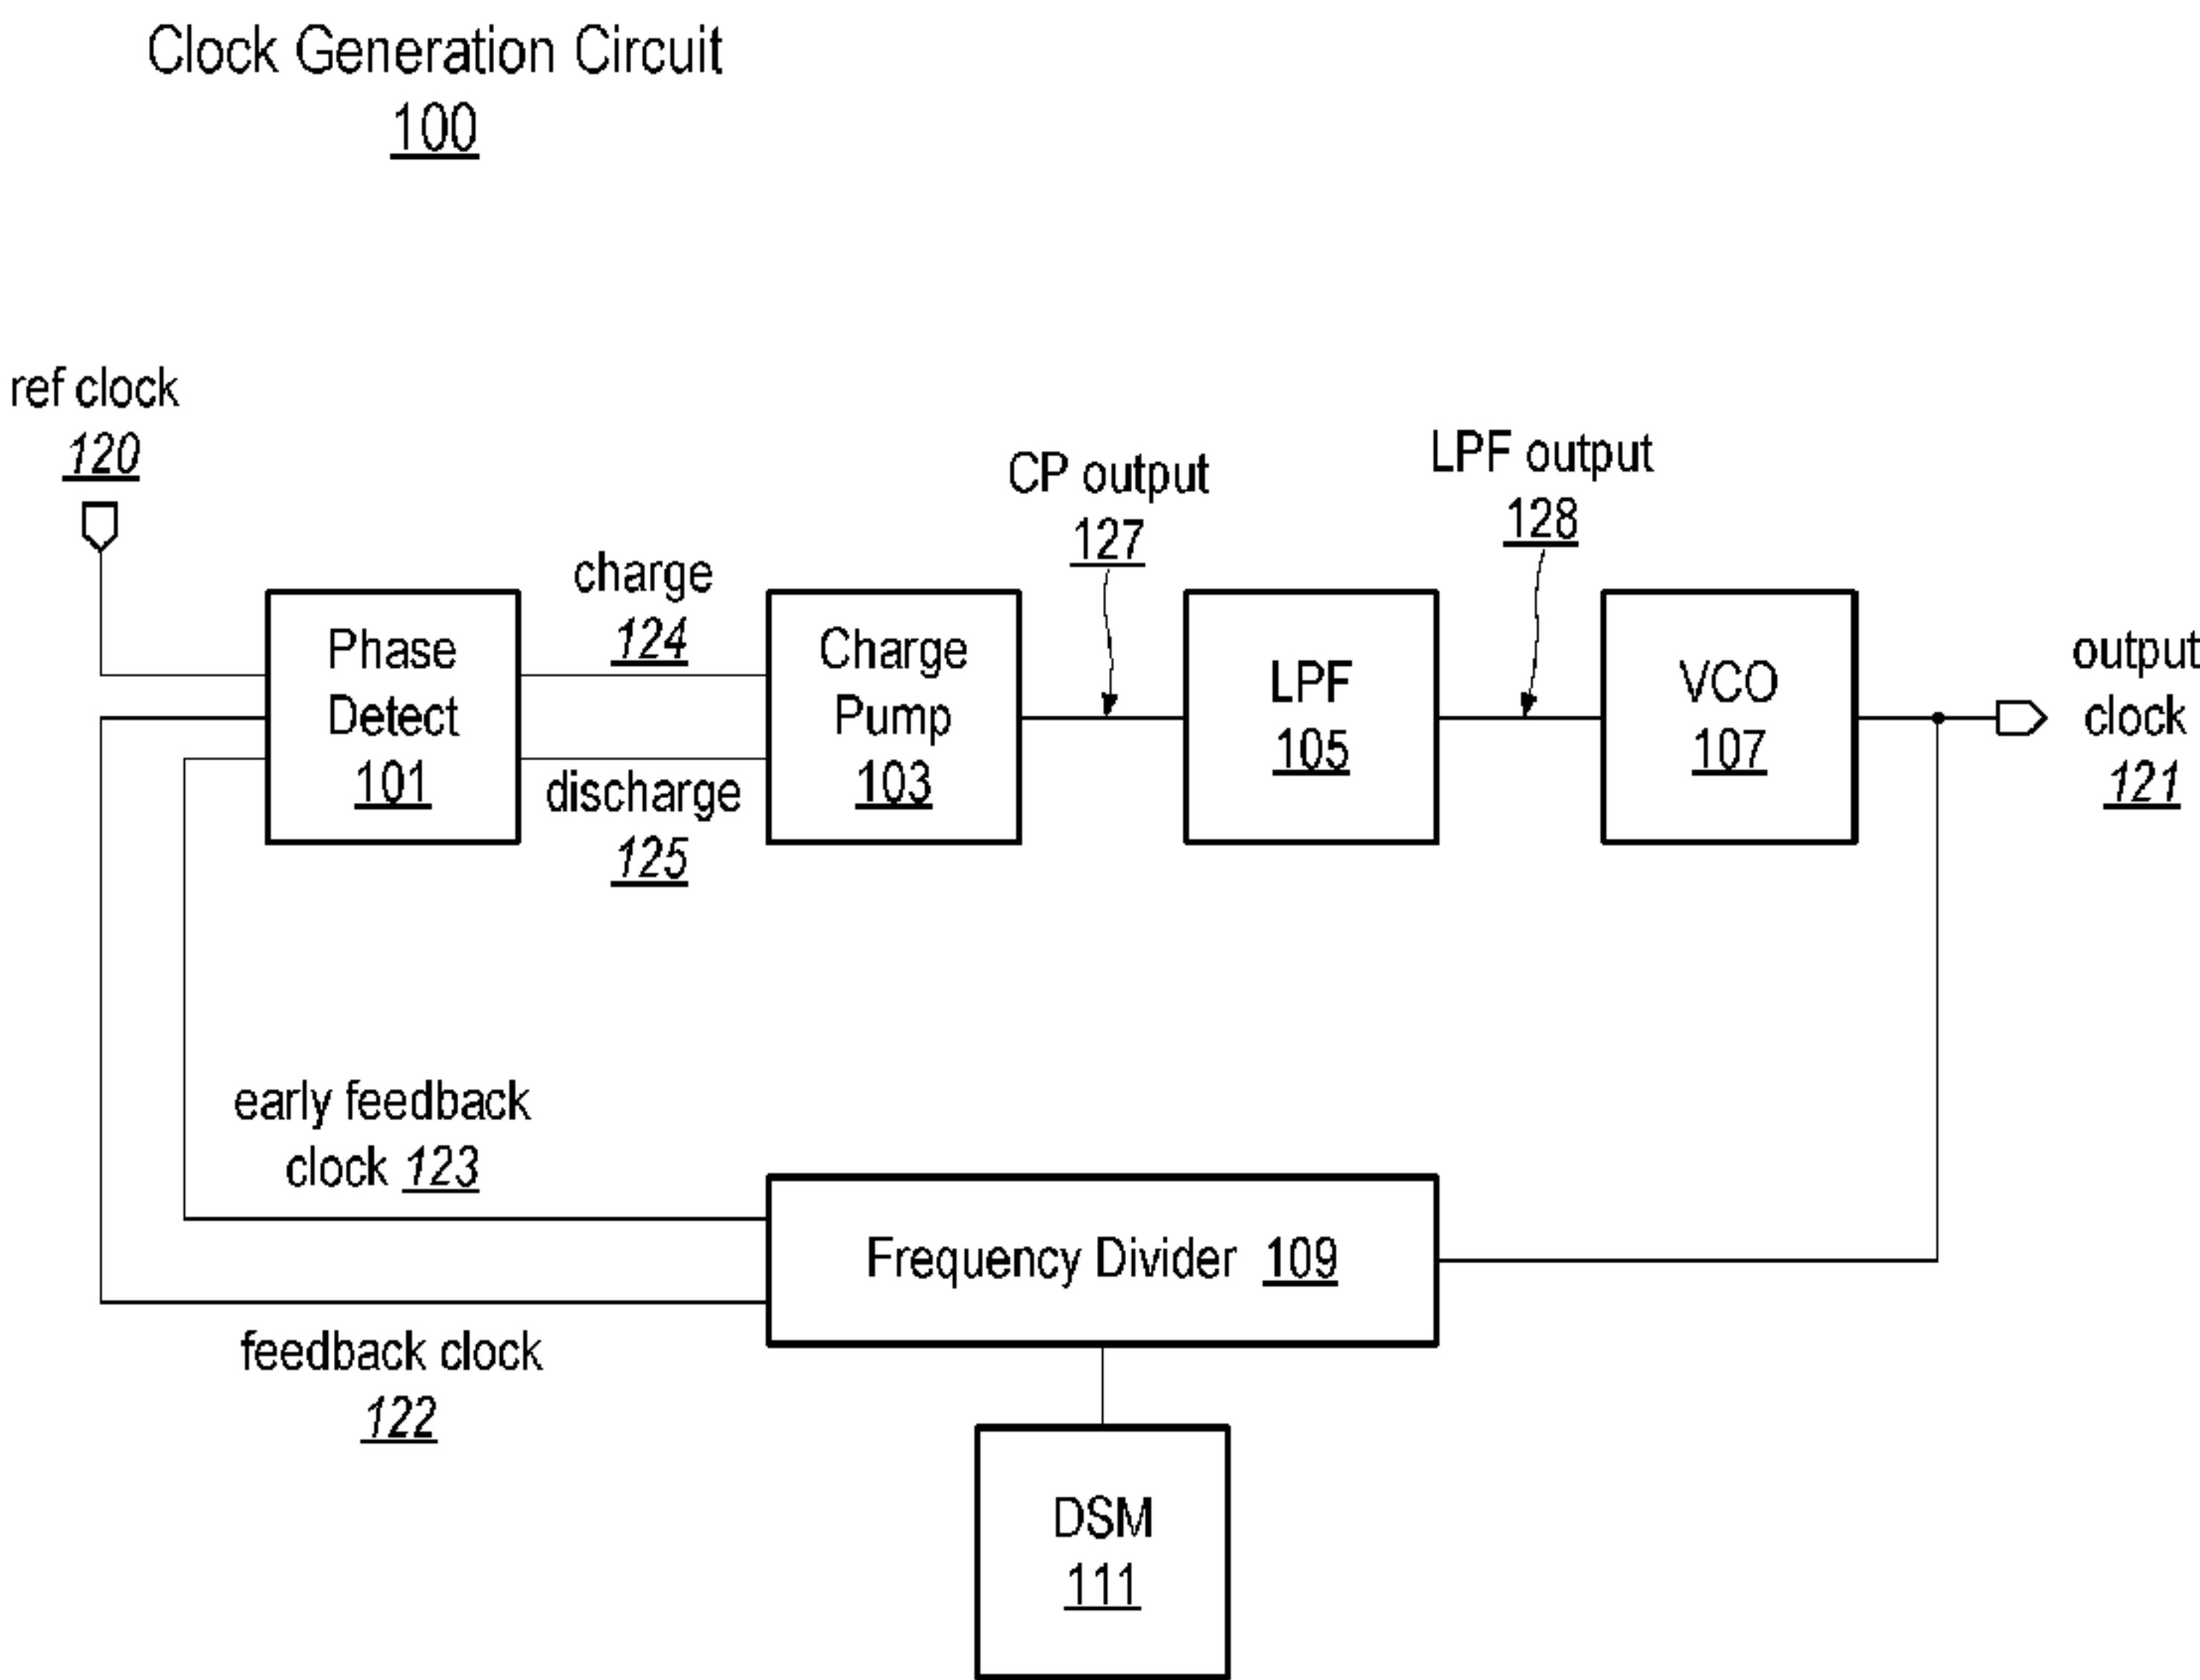 Clock Generation Circuit
100
ref clock
120
CP output
127
LPF output
128
charge
124
discharge
125
Phase
Detect
101
Charge
Pump
103
LPF
105
VCO
107
output
clock
121
early feedback
clock 123
feedback clock
122
Frequency Divider 109
DSM
111